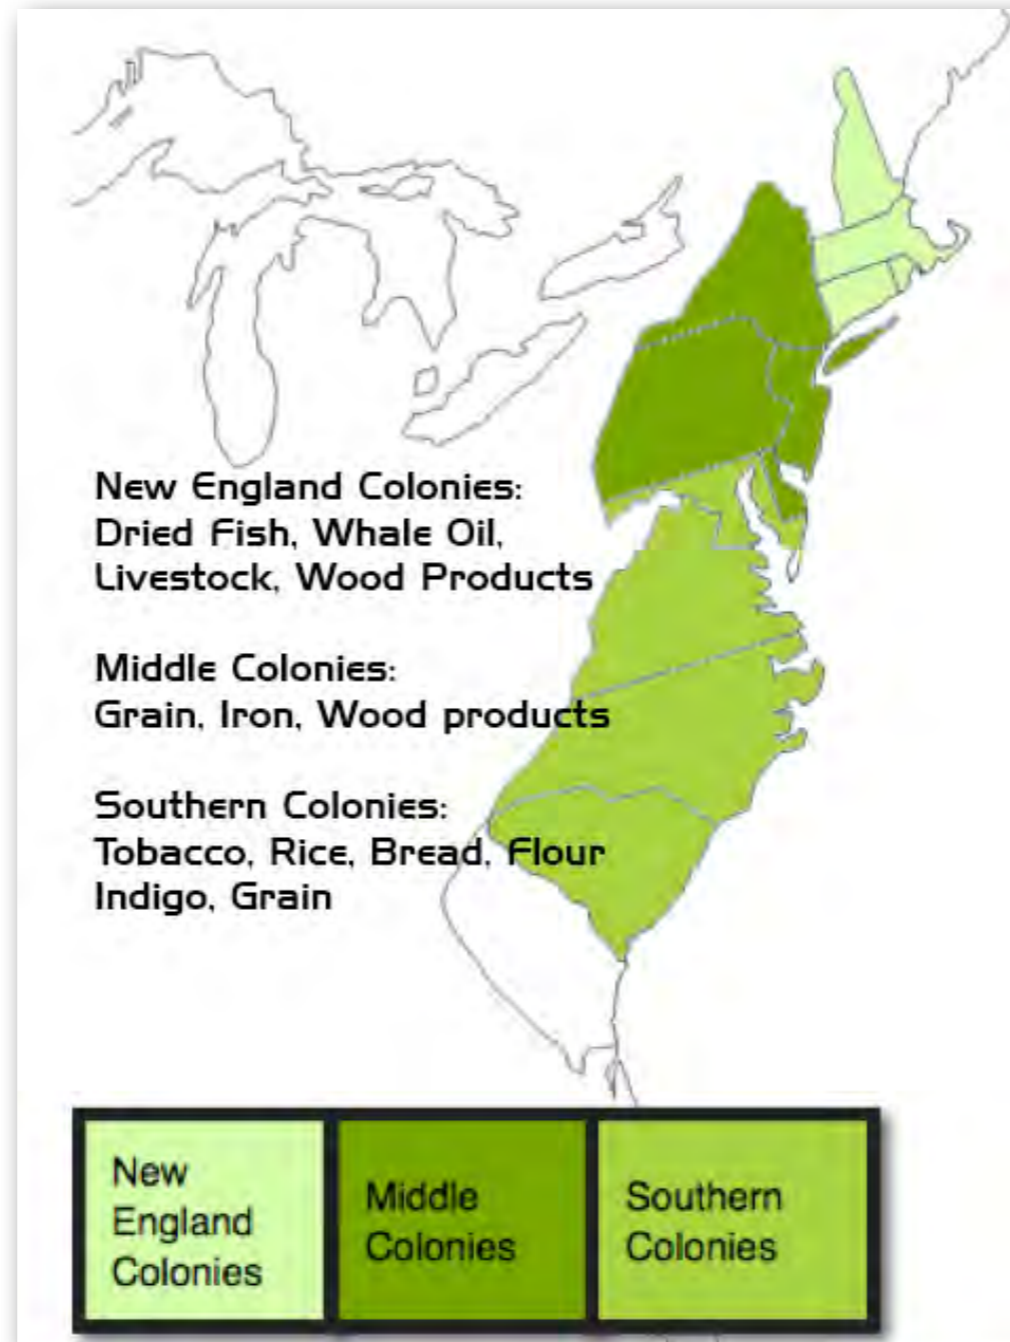 New England Colonies:
Dried Fish, Whale Oil,
Livestock, Wood Products
Middle Colonies:
Grain, Iron, Wood products
Southern Colonies:
Tobacco, Rice, Bread, Flour
Indigo, Grain
New
England
Colonies
Middle
Colonies
Southern
Colonies